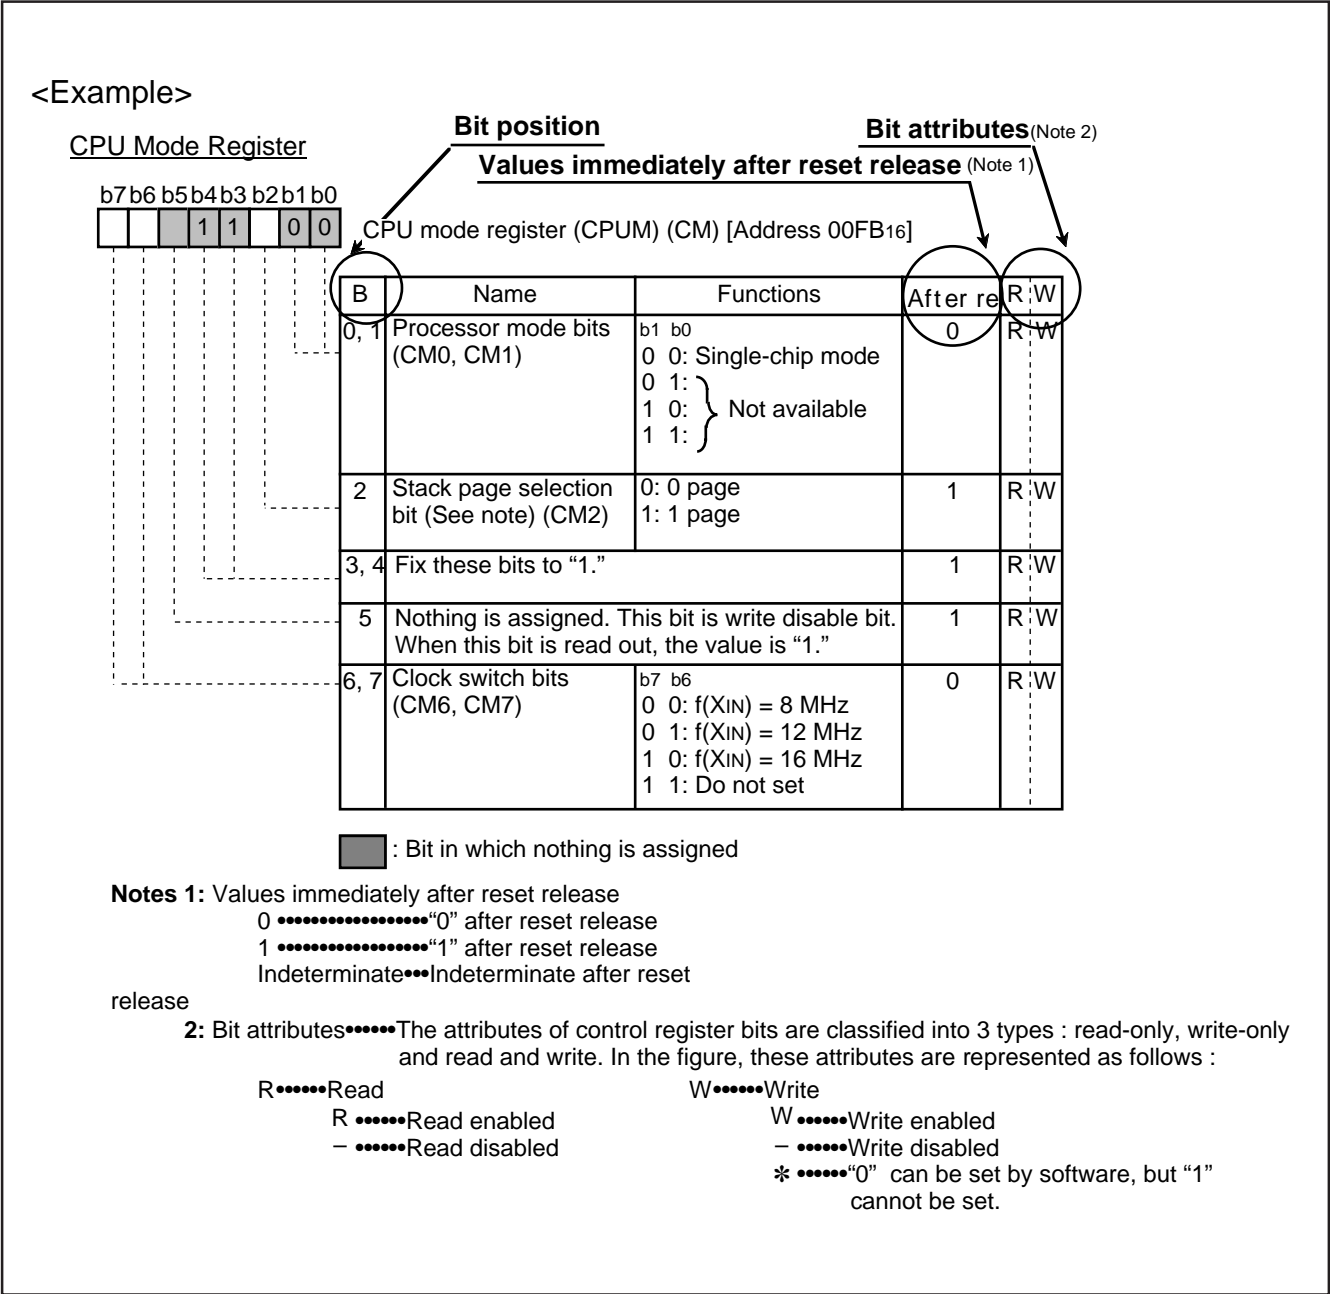 <Example>
Bit position
Bit attributes(Note 2)
CPU Mode Register
Values immediately after reset release (Note 1)
b7 b6 b5 b4 b3 b2 b1 b0
1 1 0 0
CPU mode register (CPUM) (CM) [Address 00FB16]
B Name Functions After re R W
0, 1 Processor mode bits b1 b0 0 R W
(CM0, CM1) 0 0: Single-chip mode
0 1:
1 0: Not available
1 1:
2 Stack page selection 0: 0 page 1 R W
bit (See note) (CM2) 1: 1 page
3, 4 Fix these bits to “1.” 1 R W
5 Nothing is assigned. This bit is write disable bit. 1 R W
When this bit is read out, the value is “1.”
6, 7 Clock switch bits b7 b6 0 R W
(CM6, CM7) 0 0: f(XIN) = 8 MHz
0 1: f(XIN) = 12 MHz
1 0: f(XIN) = 16 MHz
1 1: Do not set
: Bit in which nothing is assigned
Notes 1: Values immediately after reset release
0 ••••••••••••••••••“0” after reset release
1 ••••••••••••••••••“1” after reset release
Indeterminate•••Indeterminate after reset
release
2: Bit attributes••••••The attributes of control register bits are classified into 3 types : read-only, write-only
and read and write. In the figure, these attributes are represented as follows :
R••••••Read W••••••Write
R ••••••Read enabled W ••••••Write enabled
– ••••••Read disabled – ••••••Write disabled
✻ ••••••“0” can be set by software, but “1”
cannot be set.